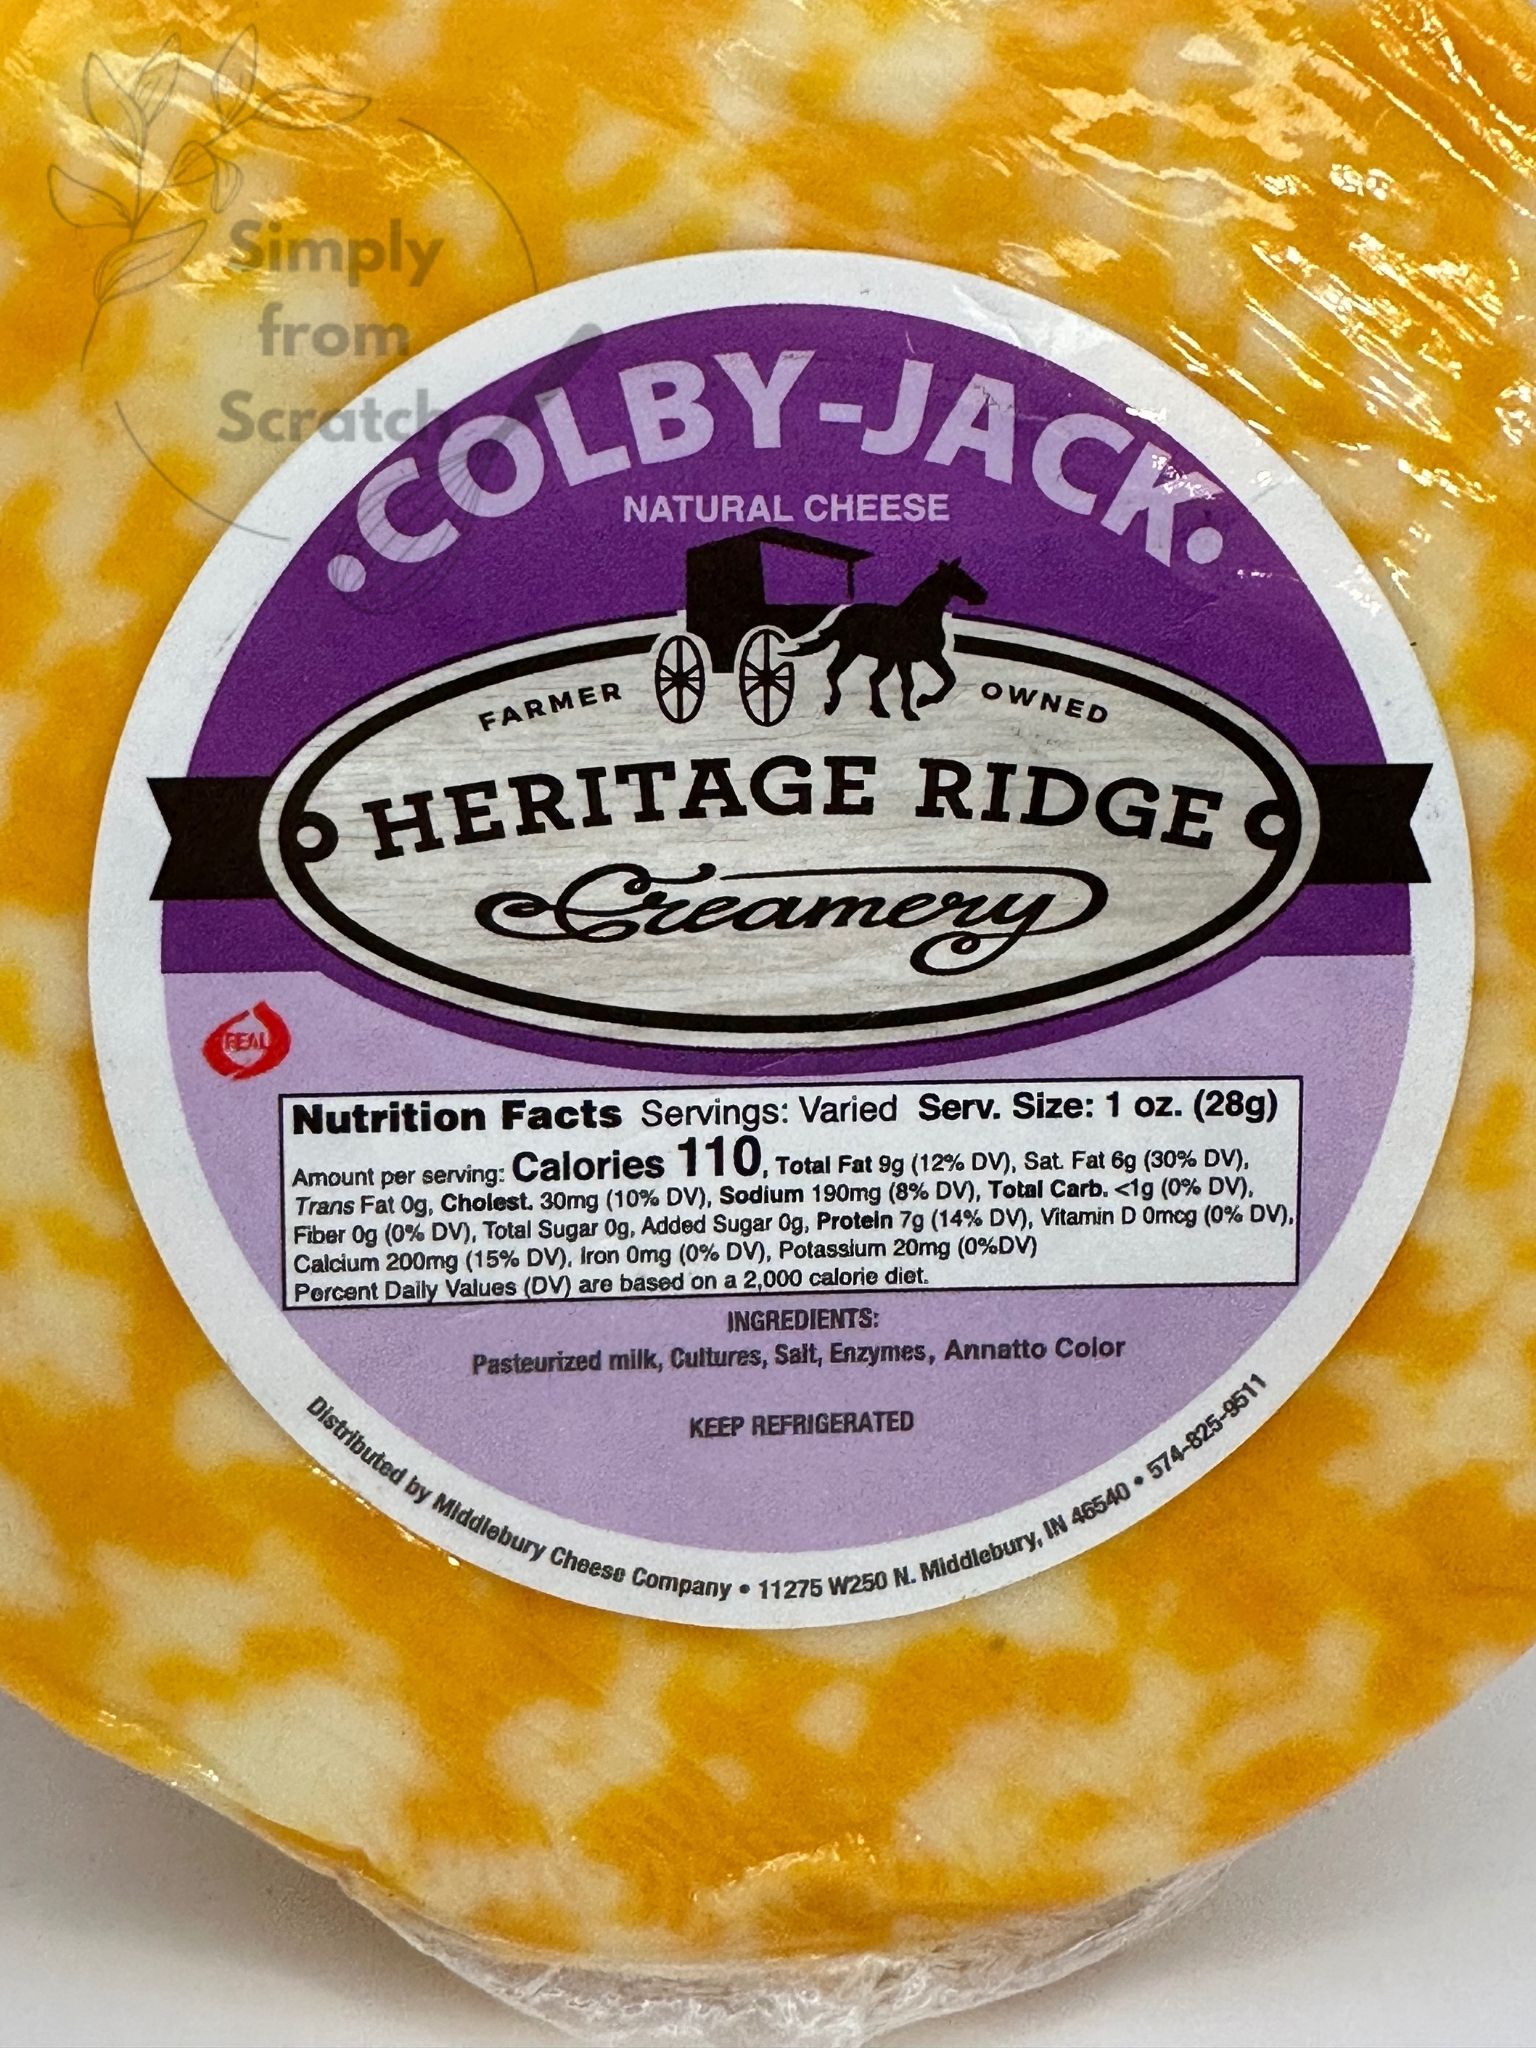 Simply
from
Scratch
•COLBY-JACK•
NATURAL CHEESE
FARMER OWNED
HERITAGE RIDGE
Creamery
REAL
Nutrition Facts Servings: Varied Serv. Size: 1 oz. (28g)
Amount per serving: Calories 110, Total Fat 9g (12% DV), Sat. Fat 6g (30% DV),
Trans Fat 0g, Cholest. 30mg (10% DV), Sodium 190mg (8% DV), Total Carb. <1g (0% DV),
Fiber 0g (0% DV), Total Sugar 0g, Added Sugar 0g, Protein 7g (14% DV), Vitamin D 0mcg (0% DV),
Calcium 200mg (15% DV), Iron 0mg (0% DV), Potassium 20mg (0%DV)
Percent Daily Values (DV) are based on a 2,000 calorie diet.
INGREDIENTS:
Pasteurized milk, Cultures, Salt, Enzymes, Annatto Color
KEEP REFRIGERATED
Distributed by Middlebury Cheese Company • 11275 W250 N. Middlebury, IN 46540 • 574-825-9511